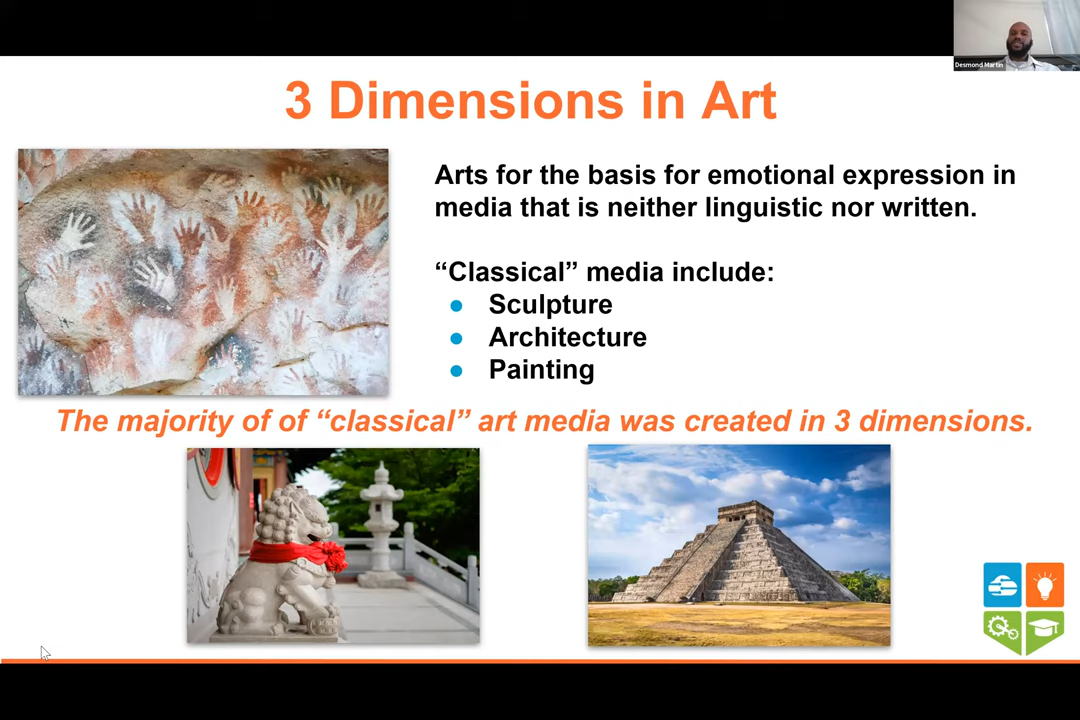 Desmond Martin
3 Dimensions in Art
Arts for the basis for emotional expression in
media that is neither linguistic nor written.
“Classical” media include:
● Sculpture
● Architecture
● Painting
The majority of of “classical” art media was created in 3 dimensions.